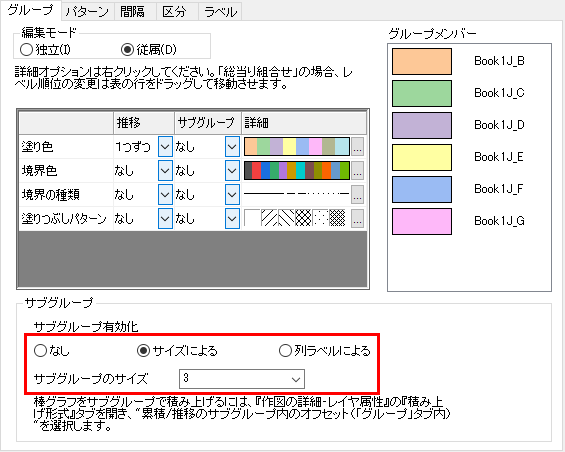 グループ パターン 間隔 区分 ラベル
編集モード
独立(I) 従属(D)
詳細オプションは右クリックしてください。「総当り組合せ」の場合、レ
ベル順位の変更は表の行をドラッグして移動させます。
推移 サブグループ 詳細
塗り色 1つずつ なし ...
境界色 なし なし ...
境界の種類 なし なし ...
塗りつぶしパターン なし なし ...
グループメンバー
Book1J_B
Book1J_C
Book1J_D
Book1J_E
Book1J_F
Book1J_G
サブグループ
サブグループ有効化
なし サイズによる 列ラベルによる
サブグループのサイズ 3
棒グラフをサブグループで積み上げるには、『作図の詳細-レイヤ属性』の『積み上
げ形式』タブを開き、“累積/推移のサブグループ内のオフセット(「グループ」タブ内)
“を選択します。